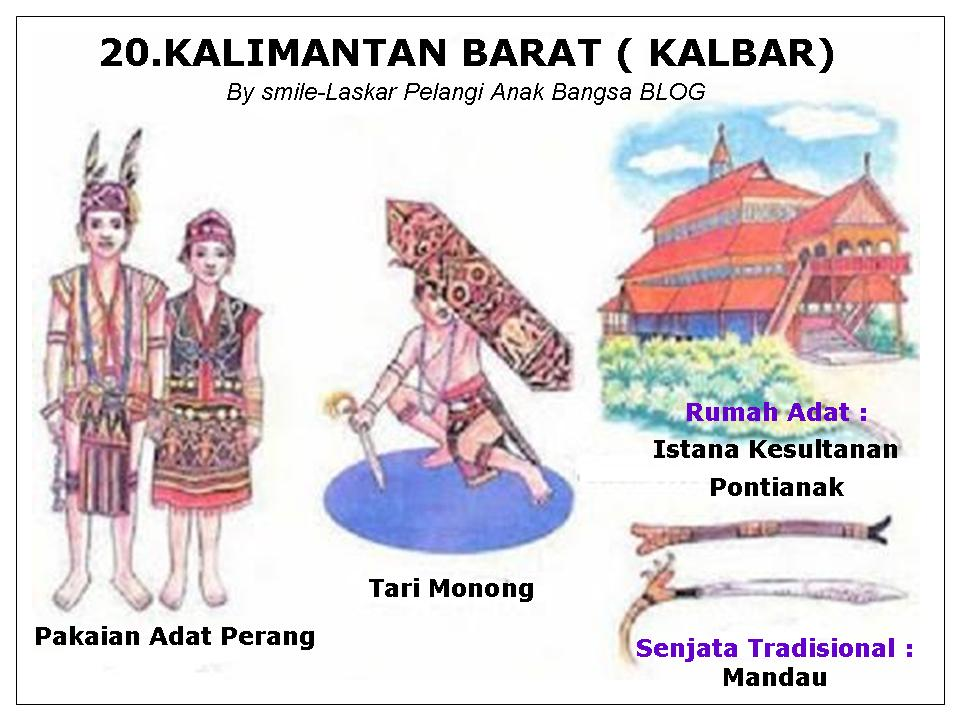 20.KALIMANTAN BARAT ( KALBAR)
By smile-Laskar Pelangi Anak Bangsa BLOG
Rumah Adat :
Istana Kesultanan
Pontianak
Tari Monong
Pakaian Adat Perang
Senjata Tradisional :
Mandau